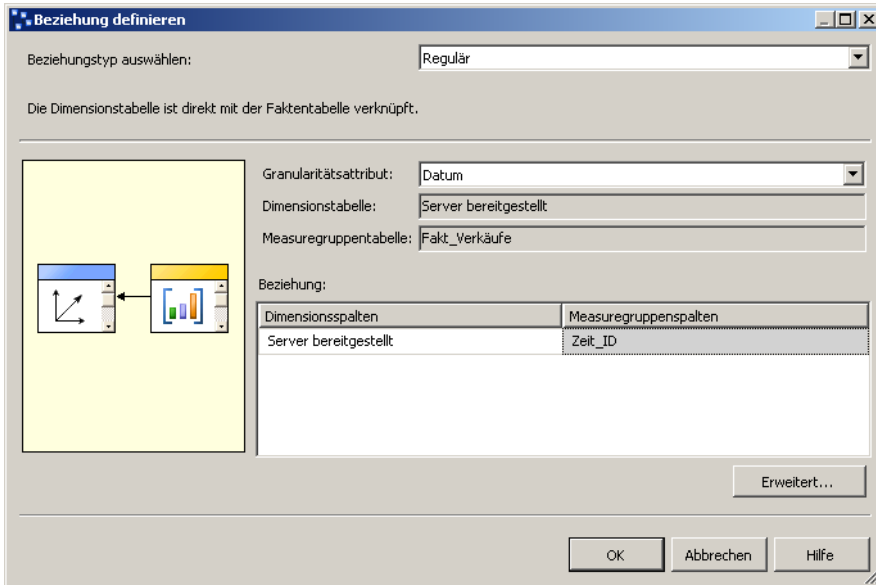 Beziehung definieren
Beziehungstyp auswählen: Regulär
Die Dimensionstabelle ist direkt mit der Faktentabelle verknüpft.
Granularitätsattribut: Datum
Dimensionstabelle: Server bereitgestellt
Measuregruppentabelle: Fakt_Verkäufe
Beziehung:
Dimensionsspalten Measuregruppenspalten
Server bereitgestellt Zeit_ID
Erweitert...
OK Abbrechen Hilfe